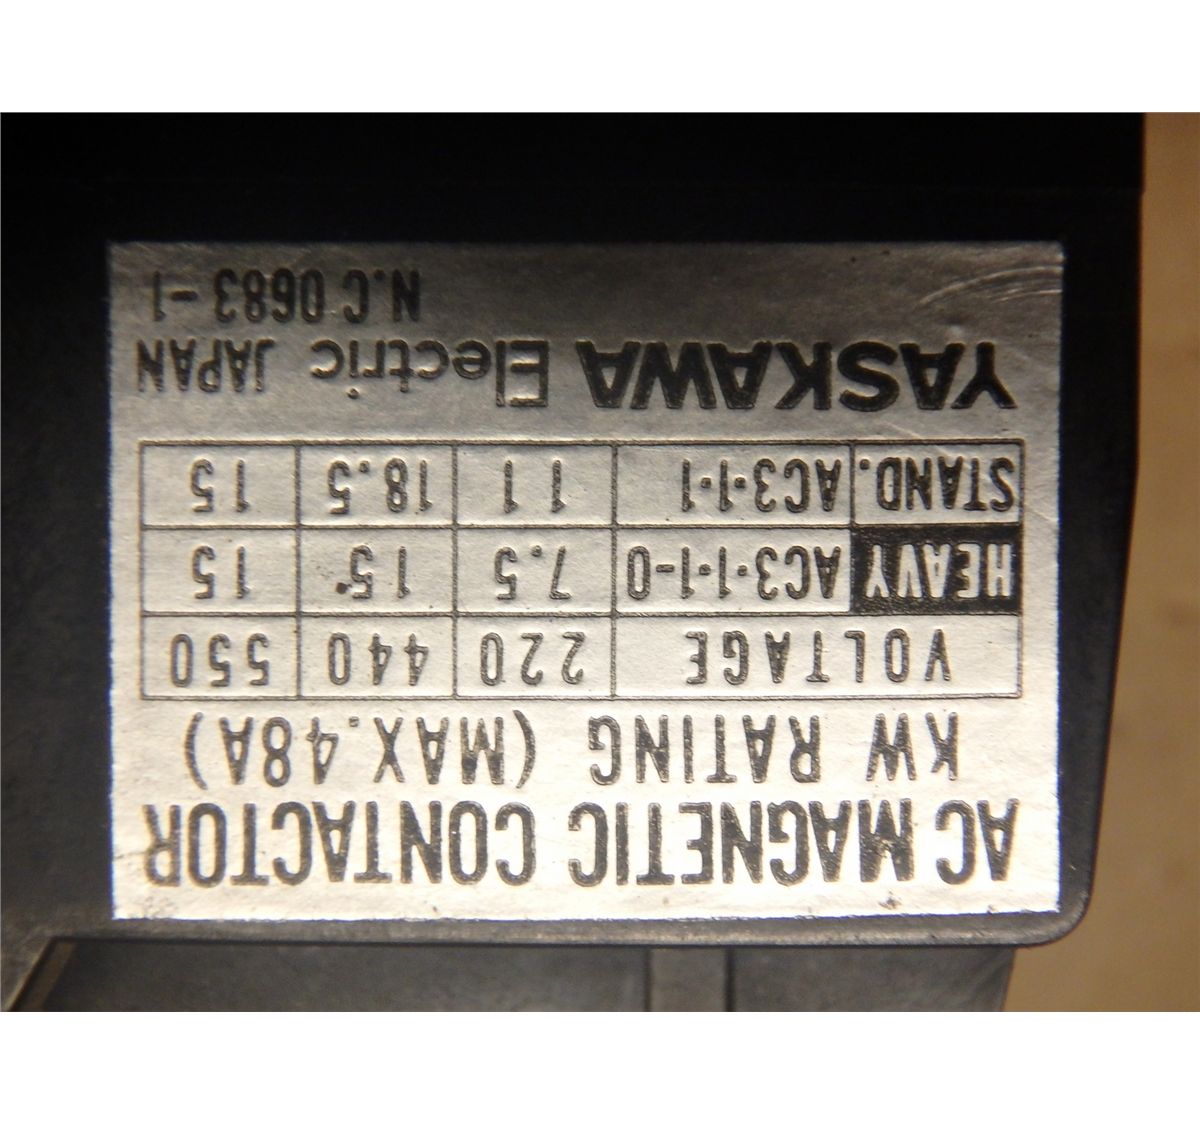 AC MAGNETIC CONTACTOR
KW RATING (MAX.48A)
VOLTAGE 220 440 550
HEAVY AC3·1·1-0 7.5 15 15
STAND. AC3·1·1 11 18.5 15
YASKAWA Electric JAPAN
N.C 0683-1